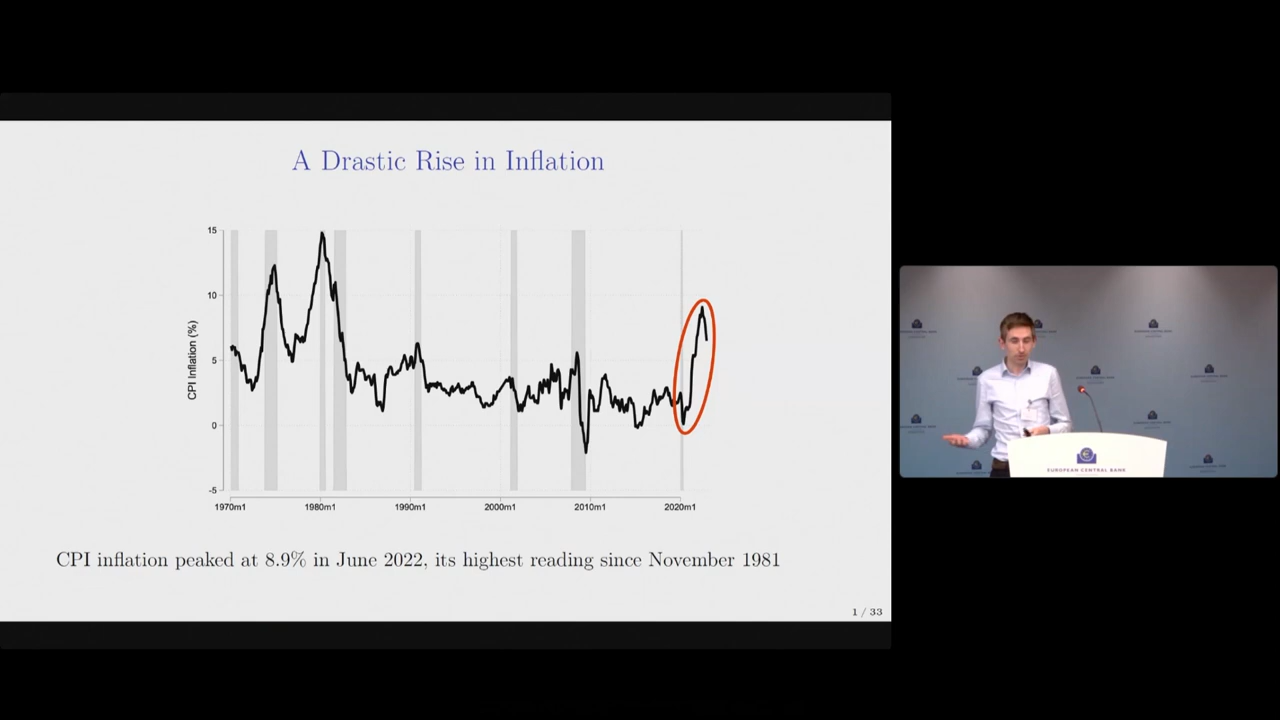 A Drastic Rise in Inflation
CPI Inflation (%)
15
10
5
0
-5
1970m1 1980m1 1990m1 2000m1 2010m1 2020m1
CPI inflation peaked at 8.9% in June 2022, its highest reading since November 1981
1 / 33
EUROPEAN CENTRAL BANK